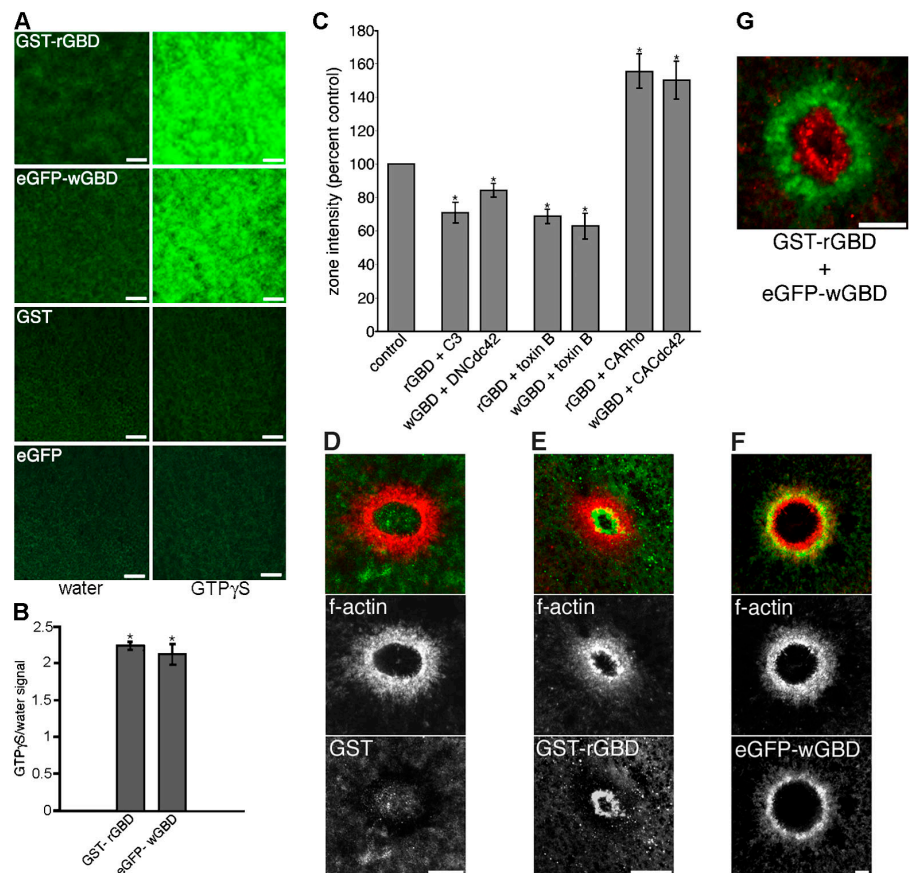 A
GST-rGBD
eGFP-wGBD
GST
eGFP
water
GTPγS
B
GTPγS/water signal
2.5
2
1.5
1
0.5
0
*
*
GST- rGBD
eGFP- wGBD
C
zone intensity (percent control)
180
160
140
120
100
80
60
40
20
0
*
*
*
*
*
*
control
rGBD + C3
wGBD + DNCdc42
rGBD + toxin B
wGBD + toxin B
rGBD + CARho
wGBD + CACdc42
D
f-actin
GST
E
f-actin
GST-rGBD
F
f-actin
eGFP-wGBD
G
GST-rGBD
+
eGFP-wGBD